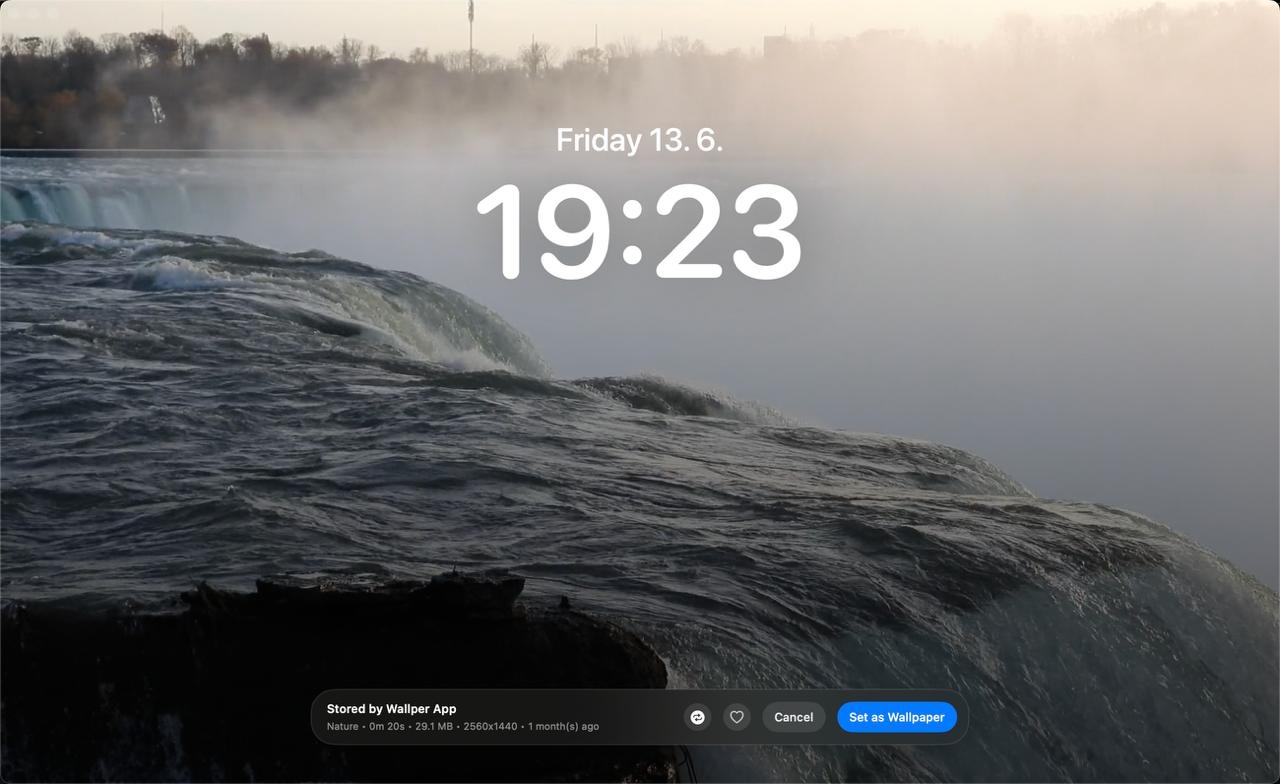 Friday 13. 6.
19:23
Stored by Wallper App
Nature • 0m 20s • 29.1 MB • 2560x1440 • 1 month(s) ago
Cancel
Set as Wallpaper